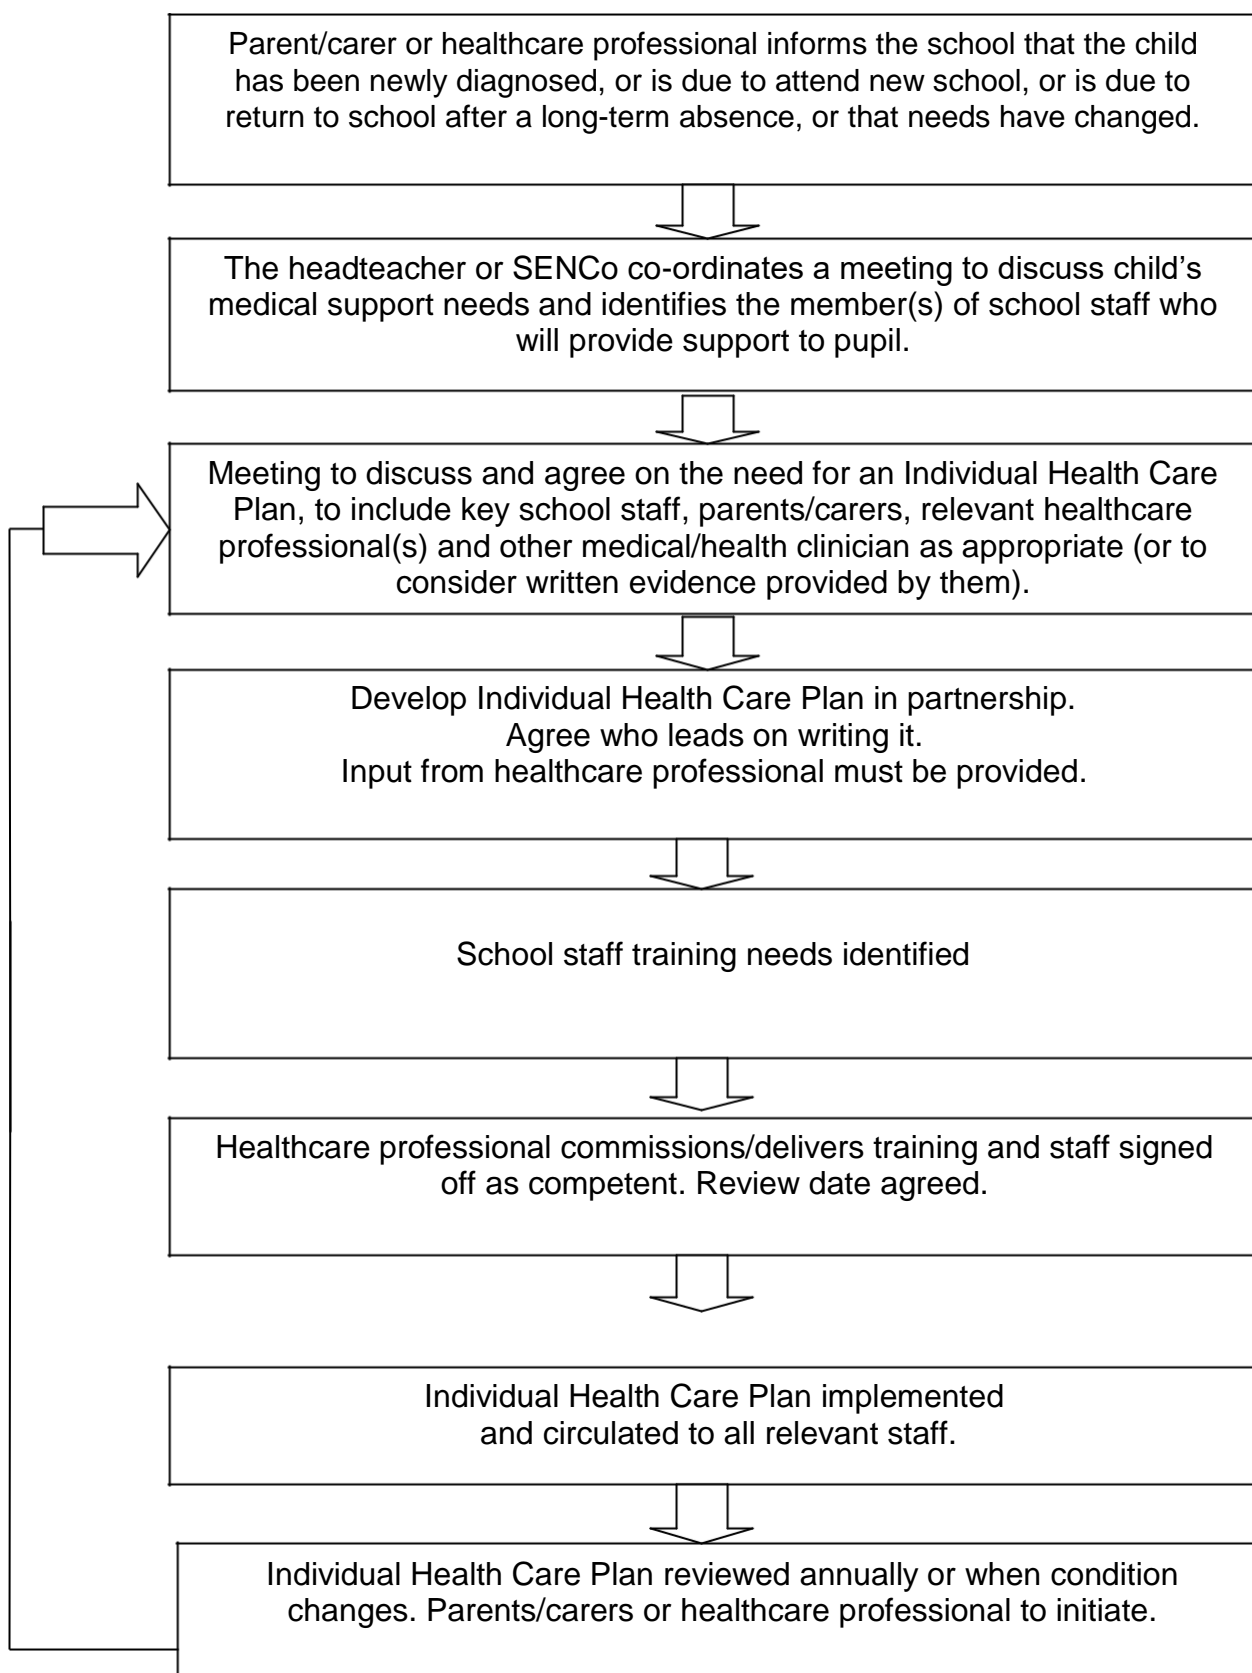 Parent/carer or healthcare professional informs the school that the child
has been newly diagnosed, or is due to attend new school, or is due to
return to school after a long-term absence, or that needs have changed.
The headteacher or SENCo co-ordinates a meeting to discuss child’s
medical support needs and identifies the member(s) of school staff who
will provide support to pupil.
Meeting to discuss and agree on the need for an Individual Health Care
Plan, to include key school staff, parents/carers, relevant healthcare
professional(s) and other medical/health clinician as appropriate (or to
consider written evidence provided by them).
Develop Individual Health Care Plan in partnership.
Agree who leads on writing it.
Input from healthcare professional must be provided.
School staff training needs identified
Healthcare professional commissions/delivers training and staff signed
off as competent. Review date agreed.
Individual Health Care Plan implemented
and circulated to all relevant staff.
Individual Health Care Plan reviewed annually or when condition
changes. Parents/carers or healthcare professional to initiate.